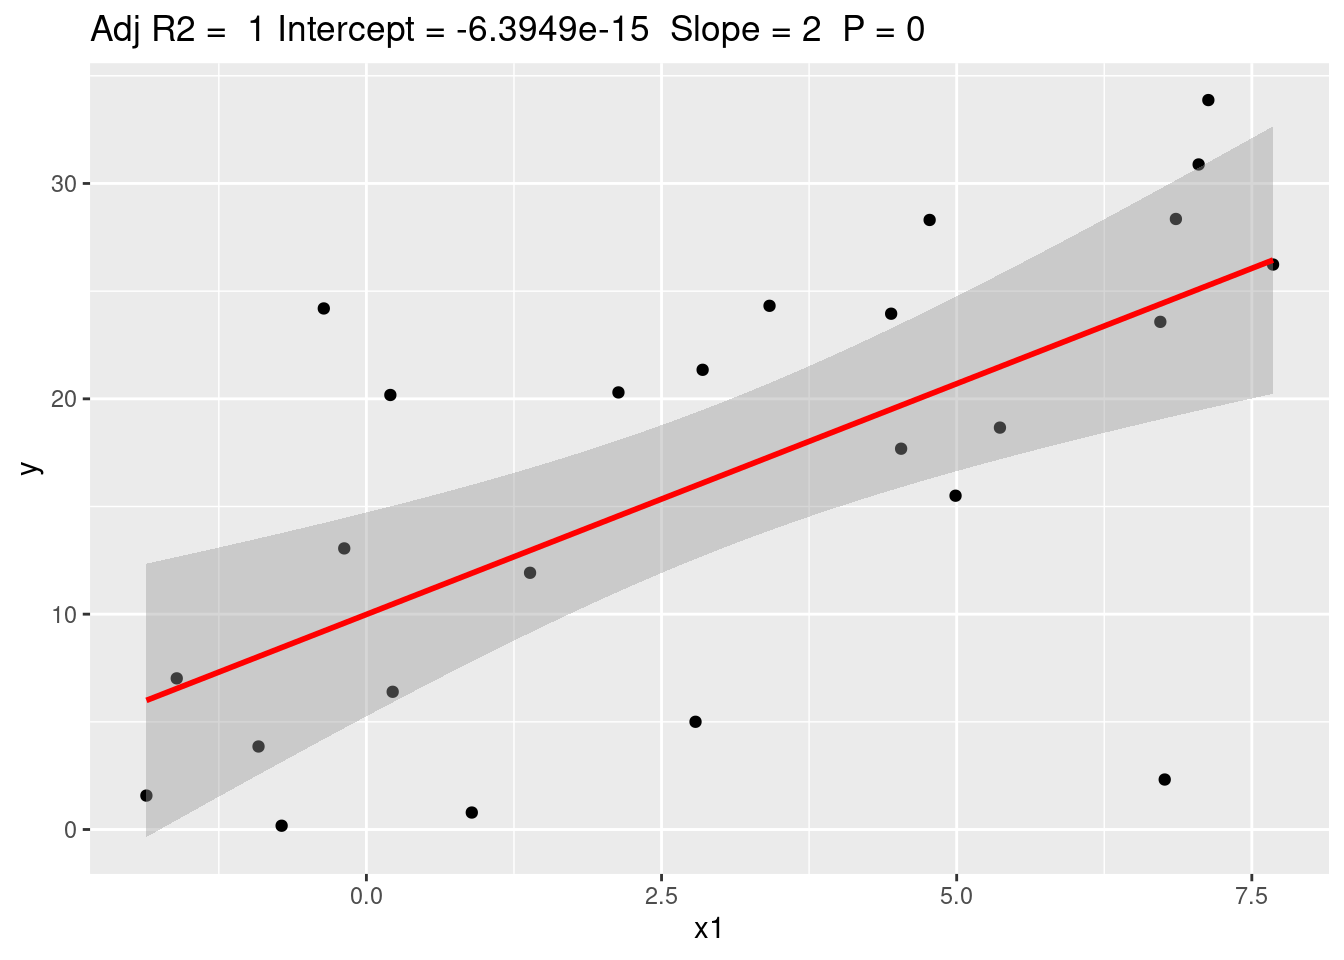 Adj R2 =  1 Intercept = -6.3949e-15  Slope = 2  P = 0
30
20
10
0
y
0.0 2.5 5.0 7.5
x1